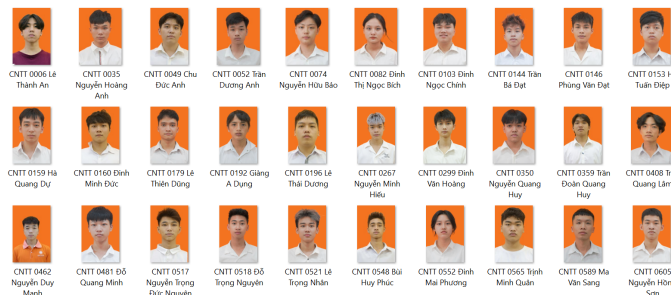 CNTT 0006 Lê
Thành An
CNTT 0035
Nguyễn Hoàng
Anh
CNTT 0049 Chu
Đức Anh
CNTT 0052 Trần
Dương Anh
CNTT 0074
Nguyễn Hữu Bảo
CNTT 0082 Đinh
Thị Ngọc Bích
CNTT 0103 Đinh
Ngọc Chính
CNTT 0144 Trần
Bá Đạt
CNTT 0146
Phùng Văn Đạt
CNTT 0153 H
Tuấn Điệp
CNTT 0159 Hà
Quang Dự
CNTT 0160 Đinh
Minh Đức
CNTT 0179 Lê
Thiên Dũng
CNTT 0192 Giàng
A Dụng
CNTT 0196 Lê
Thái Dương
CNTT 0267
Nguyễn Minh
Hiếu
CNTT 0299 Đinh
Văn Hoàng
CNTT 0350
Nguyễn Quang
Huy
CNTT 0359 Trần
Đoàn Quang
Huy
CNTT 0408 Tr
Quang Lâm
CNTT 0462
Nguyễn Duy
Mạnh
CNTT 0481 Đỗ
Quang Minh
CNTT 0517
Nguyễn Trọng
Đức Nguyên
CNTT 0518 Đỗ
Trọng Nguyên
CNTT 0521 Lê
Trọng Nhân
CNTT 0548 Bùi
Huy Phúc
CNTT 0552 Đinh
Mai Phương
CNTT 0565 Trịnh
Minh Quân
CNTT 0589 Ma
Văn Sang
CNTT 0605
Nguyễn Hữu
Sơn